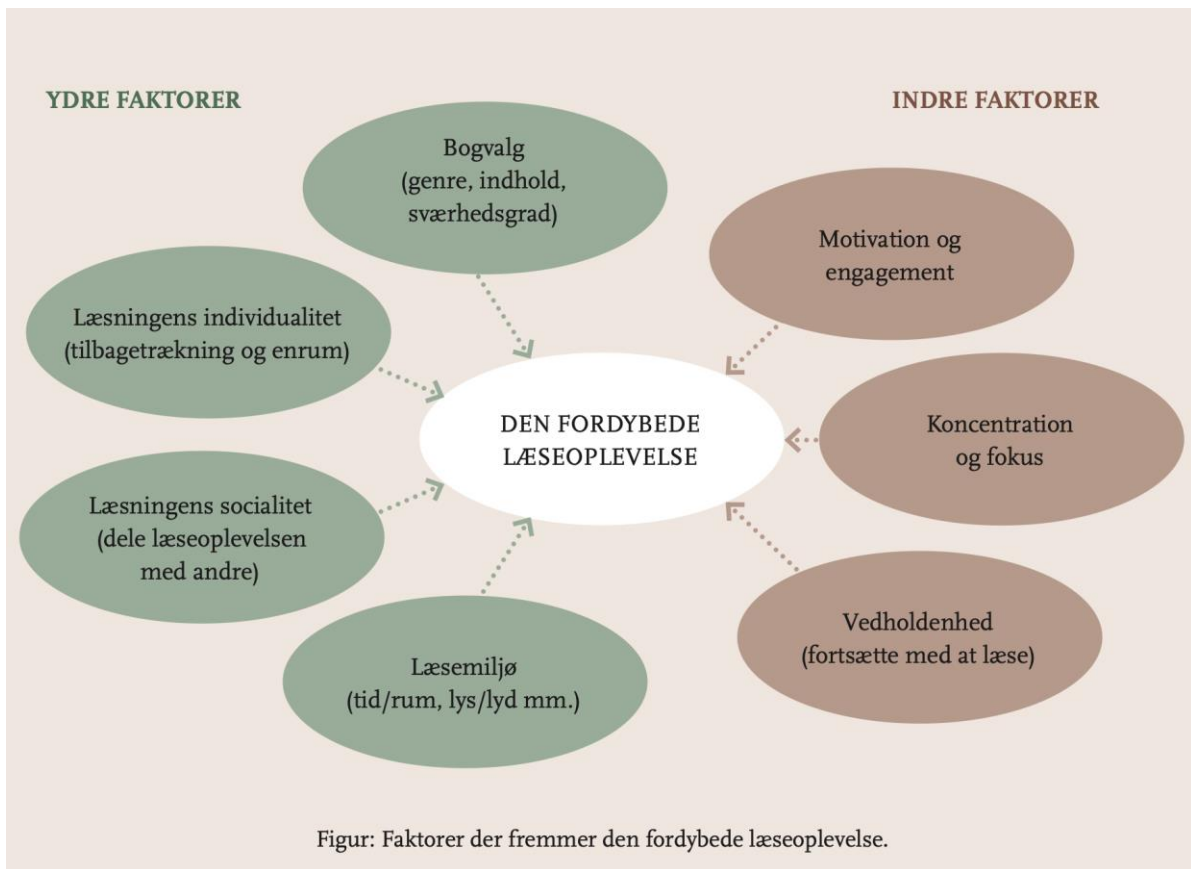 YDRE FAKTORER
INDRE FAKTORER
Bogvalg
(genre, indhold,
sværhedsgrad)
Motivation og
engagement
Læsningens individualitet
(tilbagetrækning og enrum)
DEN FORDYBEDE
LÆSEOPLEVELSE
Koncentration
og fokus
Læsningens socialitet
(dele læseoplevelsen
med andre)
Vedholdenhed
(fortsætte med at læse)
Læsemiljø
(tid/rum, lys/lyd mm.)
Figur: Faktorer der fremmer den fordybede læseoplevelse.